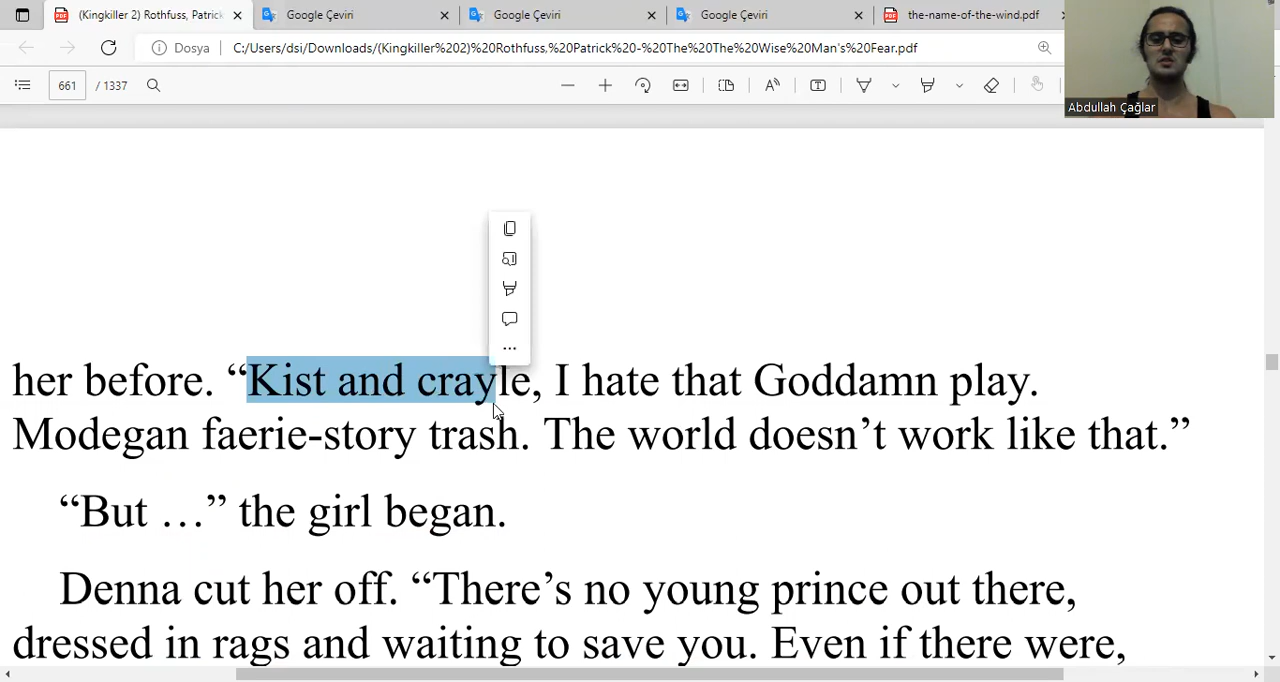 (Kingkiller 2) Rothfuss, Patrick
Google Çeviri
Google Çeviri
Google Çeviri
the-name-of-the-wind.pdf
Dosya
C:/Users/dsi/Downloads/(Kingkiller%202)%20Rothfuss,%20Patrick%20-%20The%20The%20Wise%20Man's%20Fear.pdf
661 / 1337
Abdullah Çağlar
her before. “Kist and crayle, I hate that Goddamn play.
Modegan faerie-story trash. The world doesn’t work like that.”
“But …” the girl began.
Denna cut her off. “There’s no young prince out there,
dressed in rags and waiting to save you. Even if there were,